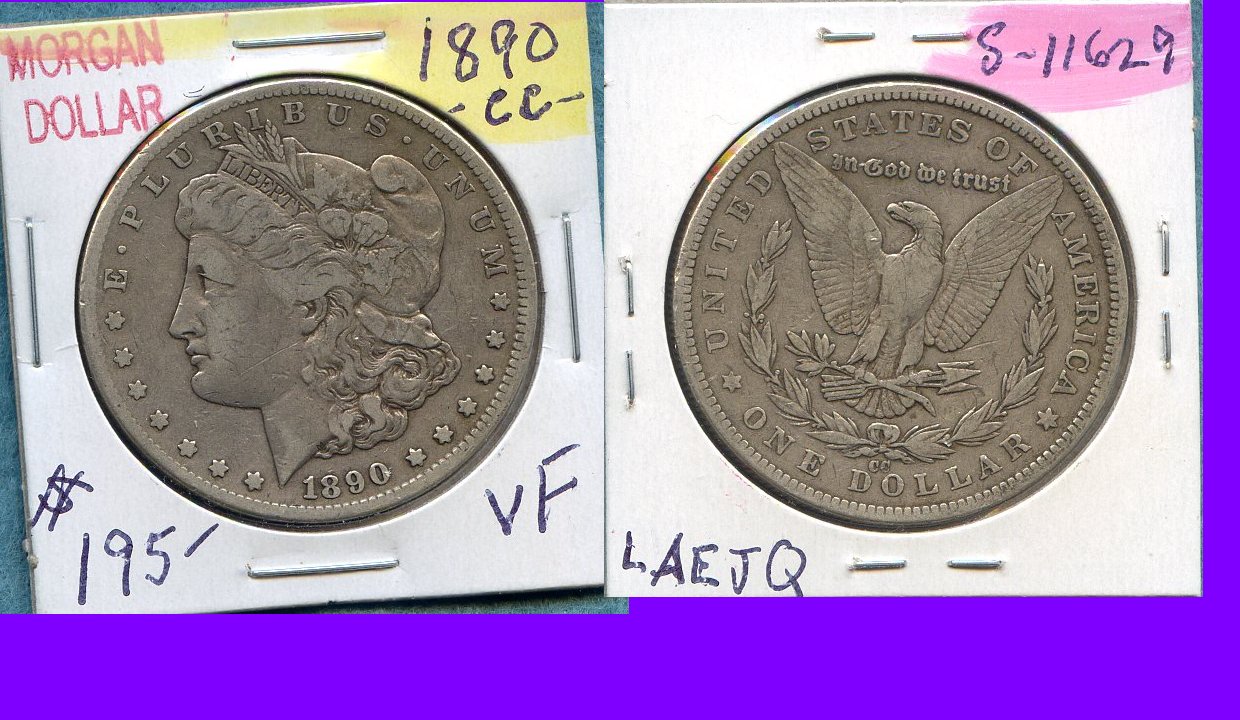 MORGAN
DOLLAR
1890
-CC-
E·PLURIBUS·UNUM
LIBERTY
1890
$
195
VF
S-11629
UNITED STATES OF AMERICA
In God we trust
CC
ONE DOLLAR
LAEJQ